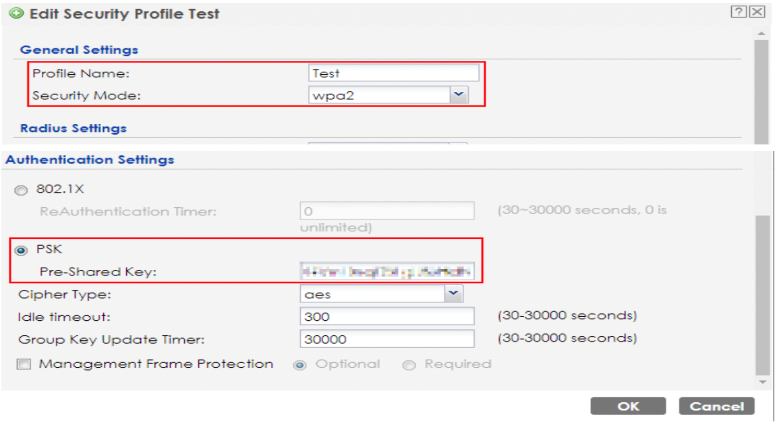 Edit Security Profile Test
General Settings
Profile Name: Test
Security Mode: wpa2
Radius Settings
Authentication Settings
802.1X
ReAuthentication Timer: 0 (30~30000 seconds, 0 is
unlimited)
PSK
Pre-Shared Key:
Cipher Type: aes
Idle timeout: 300 (30-30000 seconds)
Group Key Update Timer: 30000 (30-30000 seconds)
Management Frame Protection Optional Required
OK Cancel